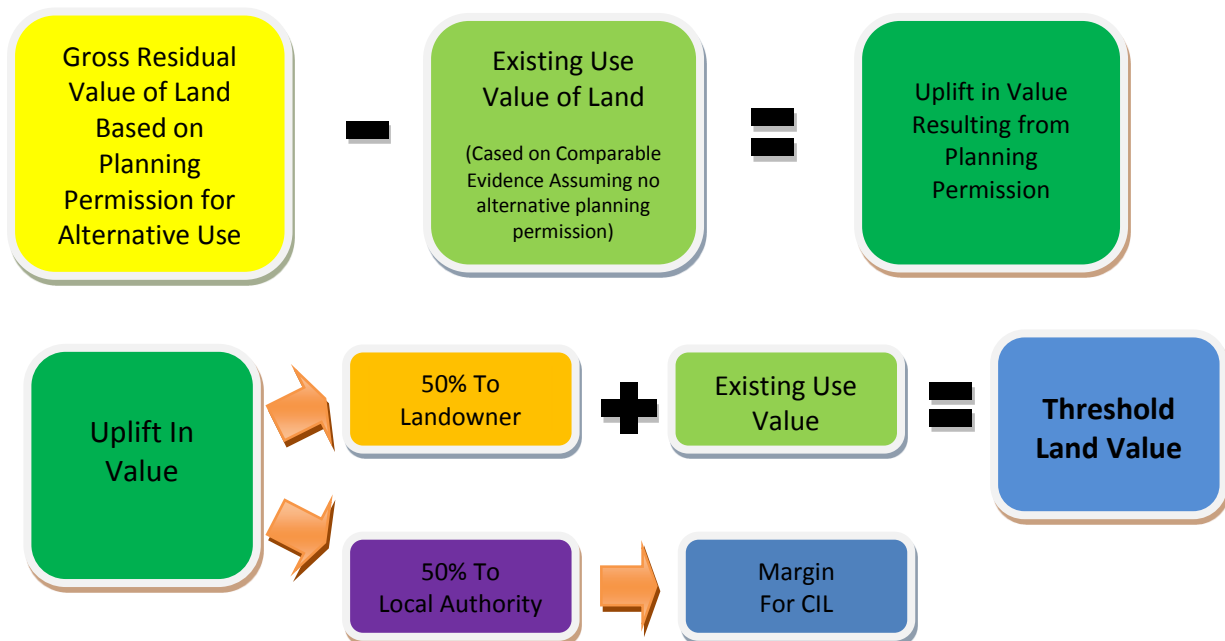 Gross Residual
Value of Land
Based on
Planning
Permission for
Alternative Use
Existing Use
Value of Land
(Cased on Comparable
Evidence Assuming no
alternative planning
permission)
Uplift in Value
Resulting from
Planning
Permission
Uplift In
Value
50% To
Landowner
Existing Use
Value
Threshold
Land Value
50% To
Local Authority
Margin
For CIL